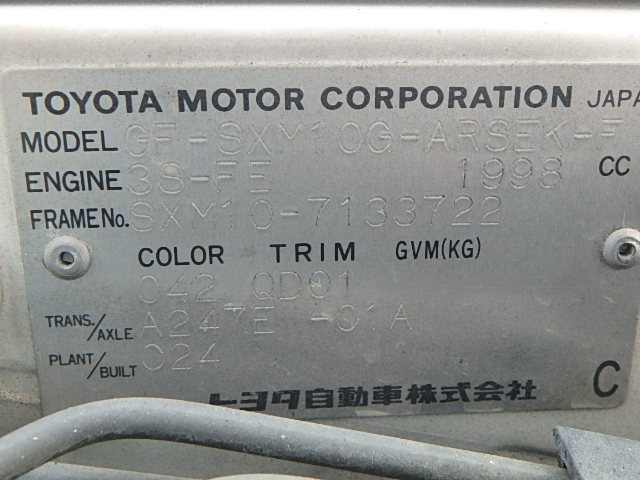 TOYOTA MOTOR CORPORATION JAPA
MODEL GF-SXM10G-ARSEK-F
ENGINE 3S-FE 1998 CC
FRAME No. SXM10-7133722
COLOR TRIM GVM(KG)
042 QD01
TRANS./AXLE A247E -01A
PLANT/BUILT C24
トヨタ自動車株式会社 C